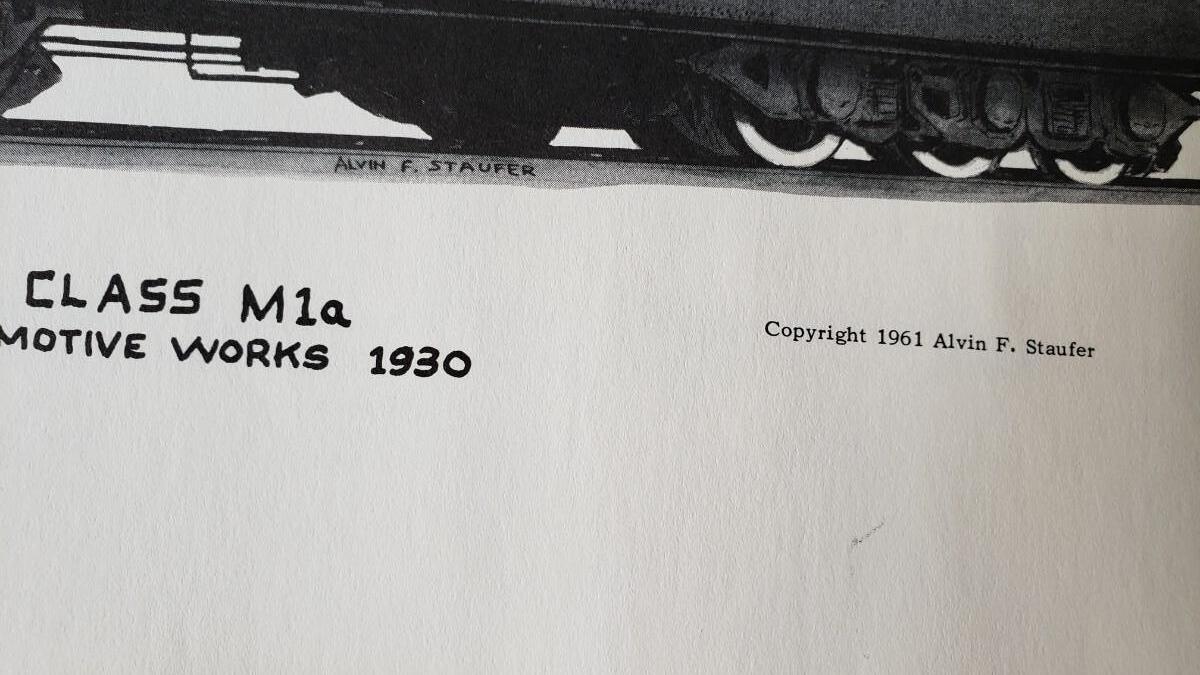 ALVIN F. STAUFER
CLASS M1a
MOTIVE WORKS 1930
Copyright 1961 Alvin F. Staufer